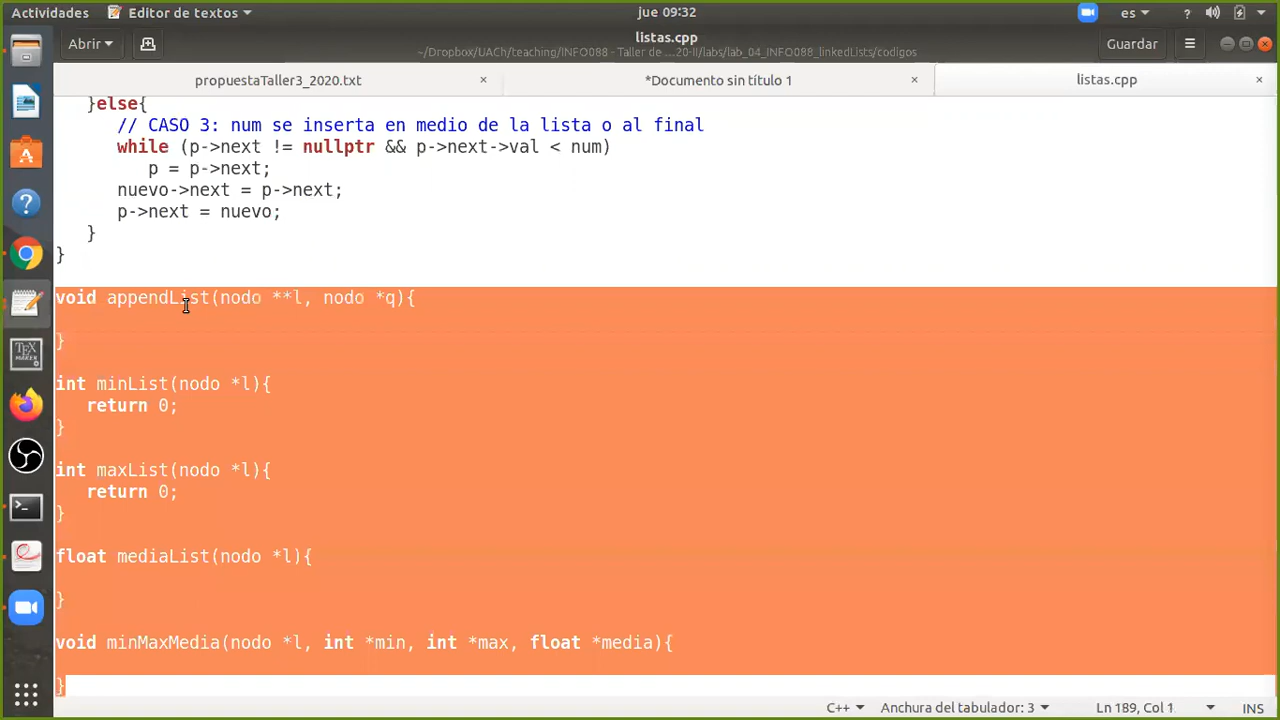 Actividades Editor de textos jue 09:32 es
Abrir listas.cpp Guardar
~/Dropbox/UACh/teaching/INFO088 - Taller de ...20-II/labs/lab_04_INFO088_linkedLists/codigos
propuestaTaller3_2020.txt × *Documento sin título 1 × listas.cpp ×
}else{
// CASO 3: num se inserta en medio de la lista o al final
while (p->next != nullptr && p->next->val < num)
p = p->next;
nuevo->next = p->next;
p->next = nuevo;
}
}
void appendList(nodo **l, nodo *q){
}
int minList(nodo *l){
return 0;
}
int maxList(nodo *l){
return 0;
}
float mediaList(nodo *l){
}
void minMaxMedia(nodo *l, int *min, int *max, float *media){
}
C++ Anchura del tabulador: 3 Ln 189, Col 1 INS